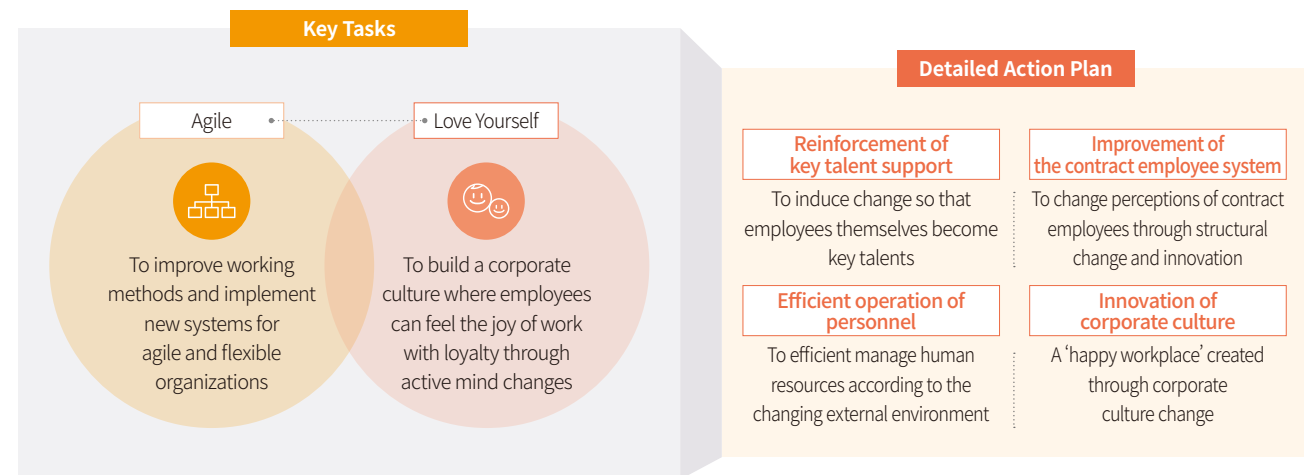 Key Tasks
Agile
Love Yourself
To improve working
methods and implement
new systems for
agile and flexible
organizations
To build a corporate
culture where employees
can feel the joy of work
with loyalty through
active mind changes
Detailed Action Plan
Reinforcement of
key talent support
To induce change so that
employees themselves become
key talents
Improvement of
the contract employee system
To change perceptions of contract
employees through structural
change and innovation
Efficient operation of
personnel
To efficient manage human
resources according to the
changing external environment
Innovation of
corporate culture
A ‘happy workplace’ created
through corporate
culture change